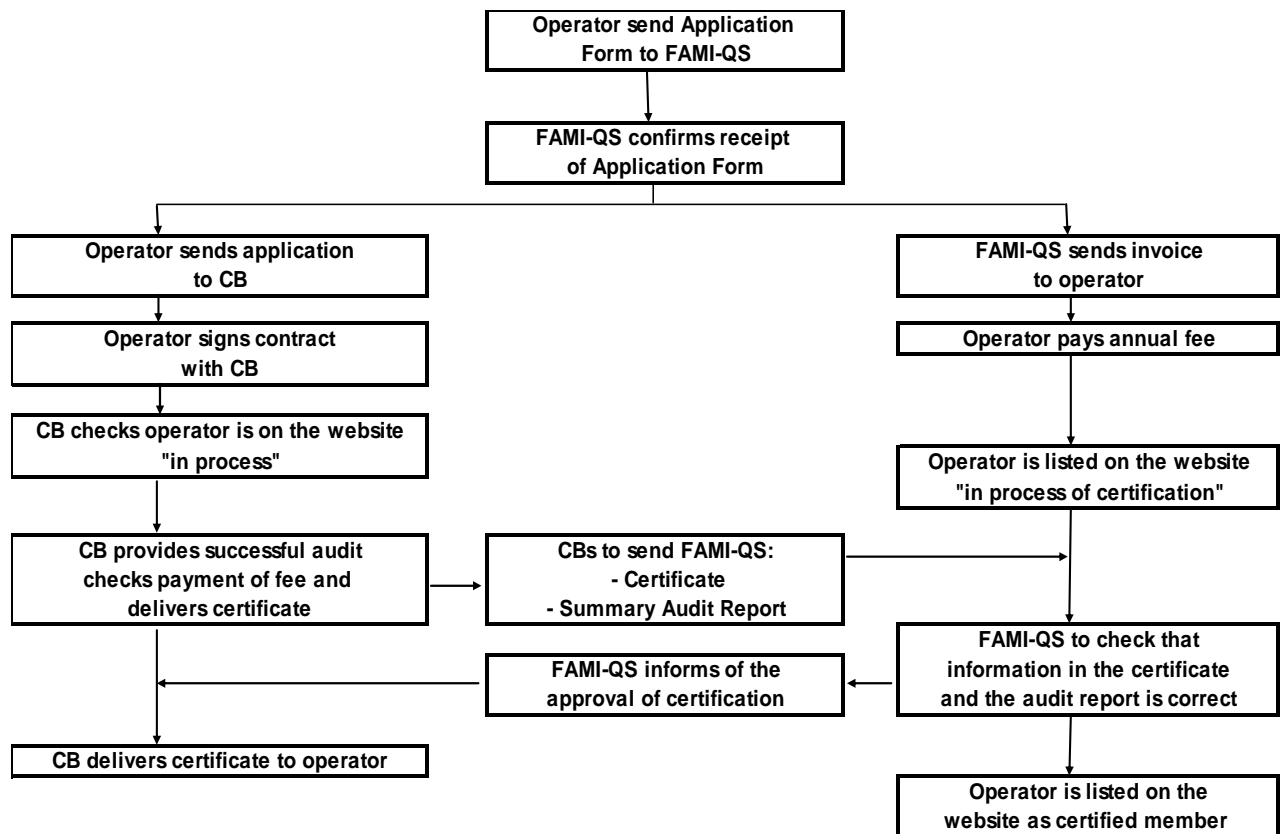 Operator send Application
Form to FAMI-QS
FAMI-QS confirms receipt
of Application Form
Operator sends application
to CB
FAMI-QS sends invoice
to operator
Operator signs contract
with CB
Operator pays annual fee
CB checks operator is on the website
"in process"
Operator is listed on the website
"in process of certification"
CB provides successful audit
checks payment of fee and
delivers certificate
CBs to send FAMI-QS:
- Certificate
- Summary Audit Report
FAMI-QS to check that
information in the certificate
and the audit report is correct
FAMI-QS informs of the
approval of certification
CB delivers certificate to operator
Operator is listed on the
website as certified member